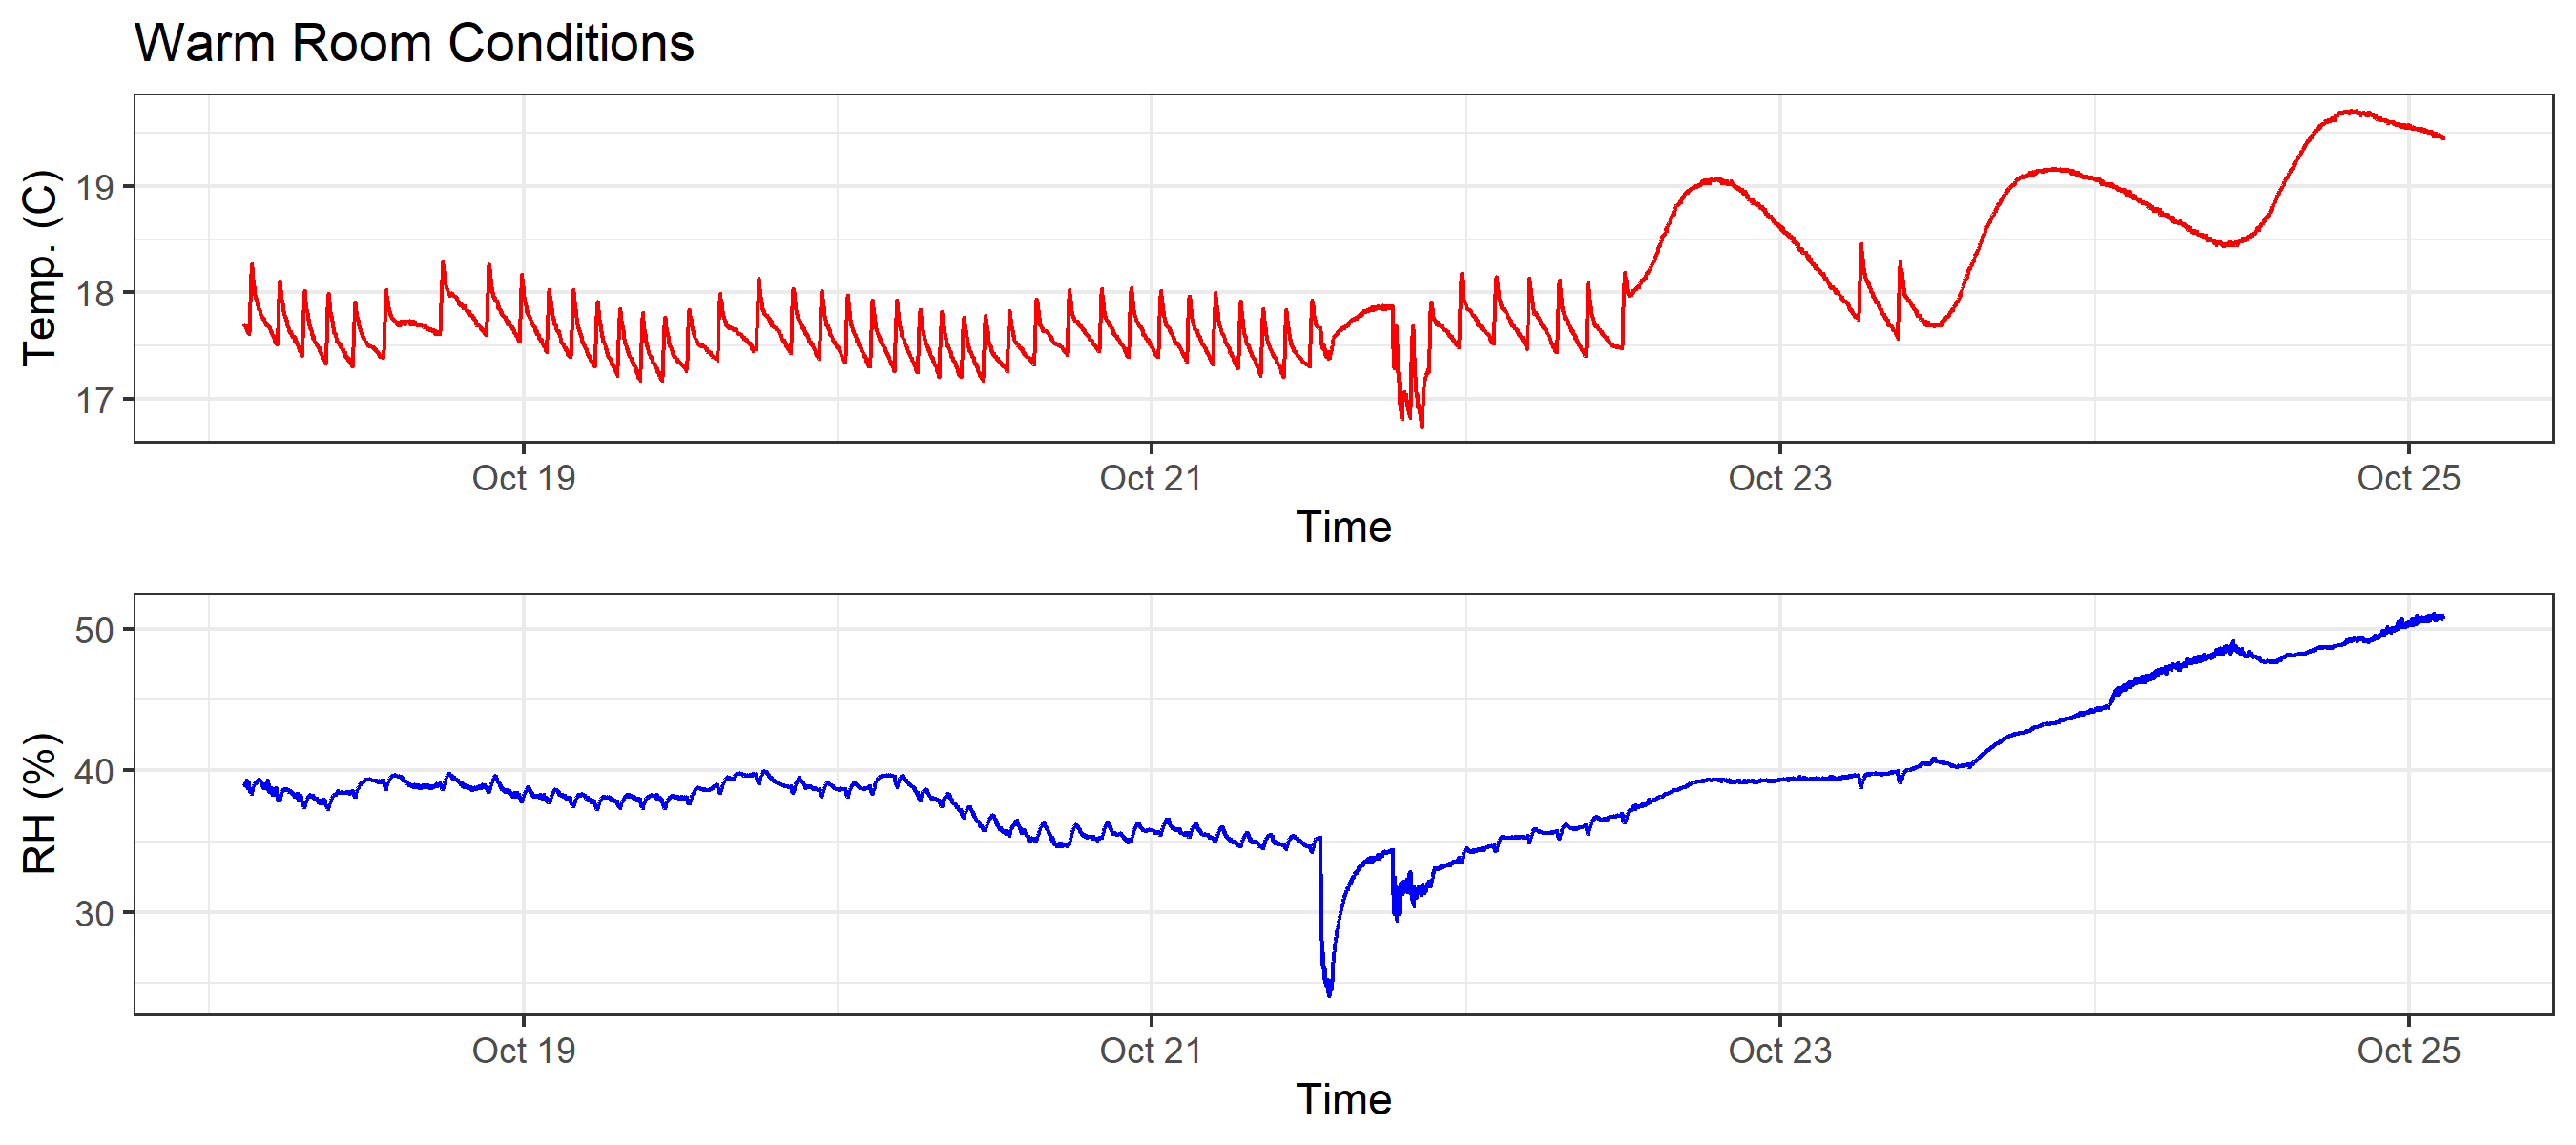 Warm Room Conditions
Temp. (C)
19
18
17
Oct 19
Oct 21
Oct 23
Oct 25
Time
RH (%)
50
40
30
Oct 19
Oct 21
Oct 23
Oct 25
Time